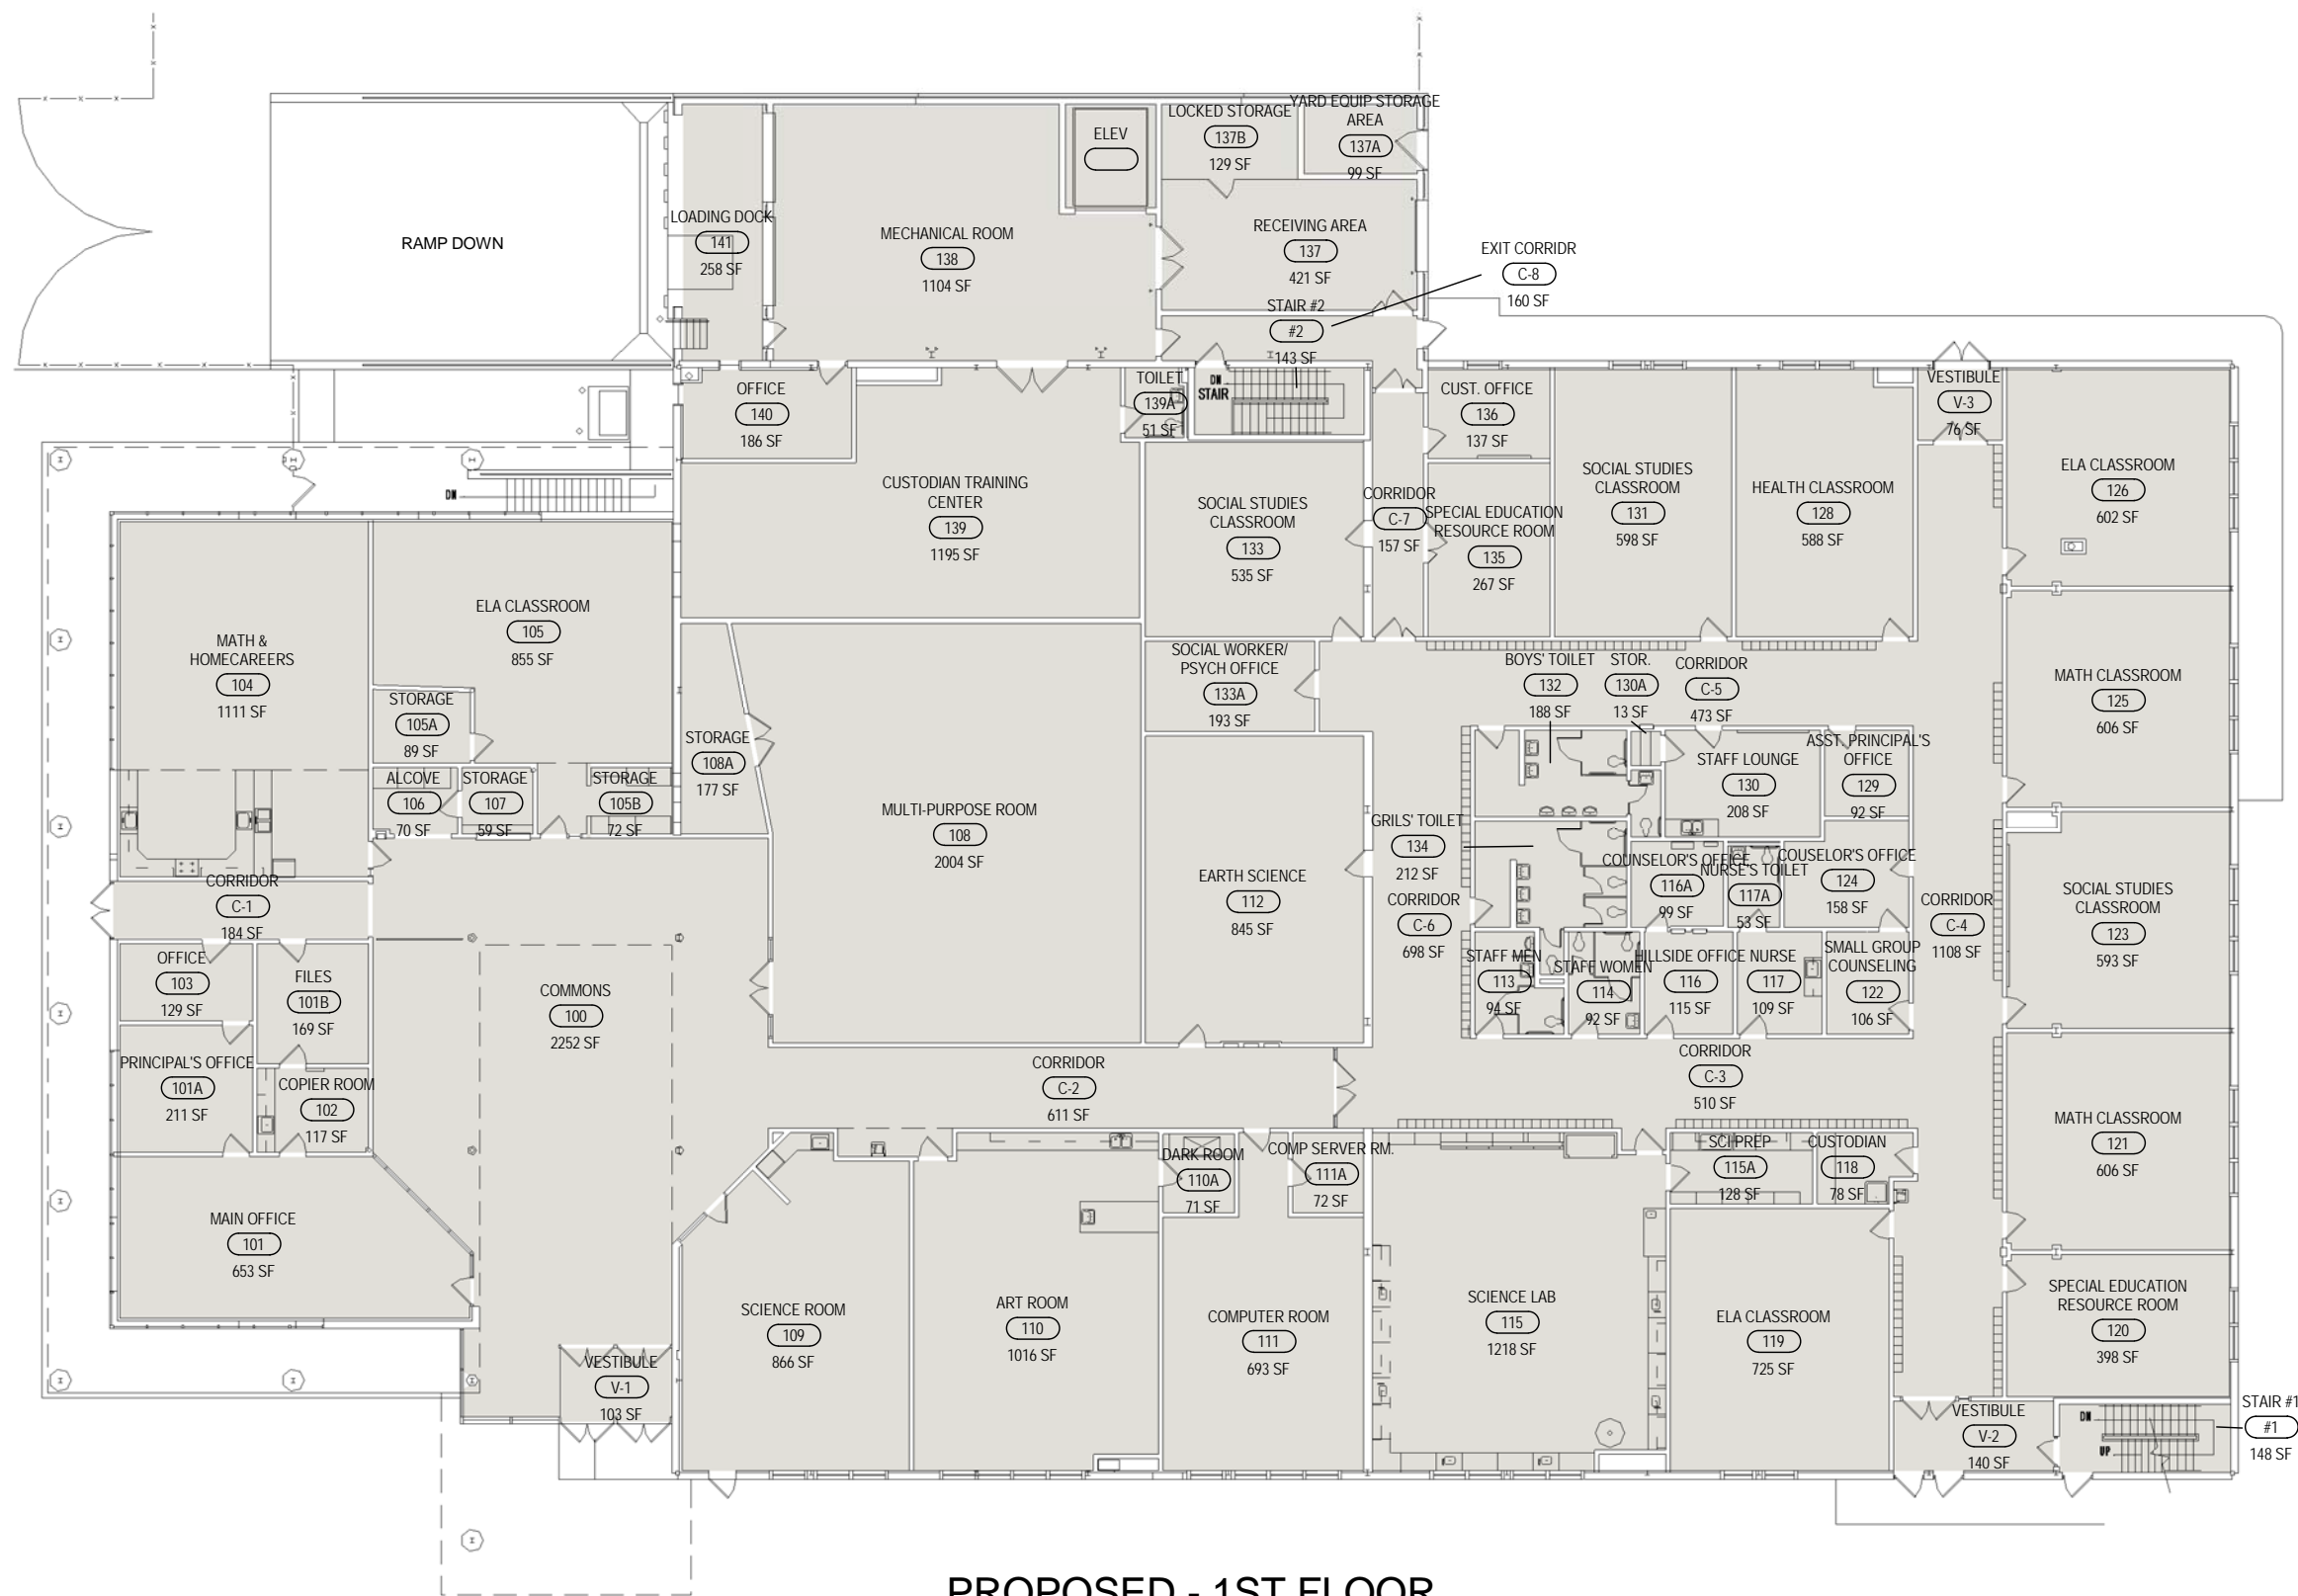 LOCKED STORAGE
137B
129 SF
YARD EQUIP STORAGE
AREA
137A
99 SF
ELEV
RAMP DOWN
LOADING DOCK
141
258 SF
MECHANICAL ROOM
138
1104 SF
RECEIVING AREA
137
421 SF
EXIT CORRIDR
C-8
160 SF
STAIR #2
#2
143 SF
OFFICE
140
186 SF
TOILET
139A
51 SF
DN
STAIR
CUST. OFFICE
136
137 SF
VESTIBULE
V-3
76 SF
DN
CUSTODIAN TRAINING
CENTER
139
1195 SF
SOCIAL STUDIES
CLASSROOM
133
535 SF
CORRIDOR
C-7
157 SF
SPECIAL EDUCATION
RESOURCE ROOM
135
267 SF
SOCIAL STUDIES
CLASSROOM
131
598 SF
HEALTH CLASSROOM
128
588 SF
ELA CLASSROOM
126
602 SF
MATH &
HOMECAREERS
104
1111 SF
ELA CLASSROOM
105
855 SF
STORAGE
105A
89 SF
ALCOVE
106
70 SF
STORAGE
107
59 SF
STORAGE
105B
72 SF
STORAGE
108A
177 SF
MULTI-PURPOSE ROOM
108
2004 SF
SOCIAL WORKER/
PSYCH OFFICE
133A
193 SF
BOYS' TOILET
132
188 SF
STOR.
130A
13 SF
CORRIDOR
C-5
473 SF
MATH CLASSROOM
125
606 SF
STAFF LOUNGE
130
208 SF
ASST. PRINCIPAL'S
OFFICE
129
92 SF
GRILS' TOILET
134
212 SF
EARTH SCIENCE
112
845 SF
CORRIDOR
C-6
698 SF
COUNSELOR'S OFFICE
116A
99 SF
NURSE'S TOILET
117A
53 SF
COUSELOR'S OFFICE
124
158 SF
CORRIDOR
C-4
1108 SF
SOCIAL STUDIES
CLASSROOM
123
593 SF
CORRIDOR
C-1
184 SF
OFFICE
103
129 SF
FILES
101B
169 SF
COMMONS
100
2252 SF
STAFF MEN
113
94 SF
STAFF WOMEN
114
92 SF
HILLSIDE OFFICE
116
115 SF
NURSE
117
109 SF
SMALL GROUP
COUNSELING
122
106 SF
PRINCIPAL'S OFFICE
101A
211 SF
COPIER ROOM
102
117 SF
CORRIDOR
C-2
611 SF
CORRIDOR
C-3
510 SF
MATH CLASSROOM
121
606 SF
DARK ROOM
110A
71 SF
COMP SERVER RM.
111A
72 SF
SCI PREP
115A
128 SF
CUSTODIAN
118
78 SF
MAIN OFFICE
101
653 SF
SCIENCE ROOM
109
866 SF
ART ROOM
110
1016 SF
COMPUTER ROOM
111
693 SF
SCIENCE LAB
115
1218 SF
ELA CLASSROOM
119
725 SF
SPECIAL EDUCATION
RESOURCE ROOM
120
398 SF
VESTIBULE
V-1
103 SF
VESTIBULE
V-2
140 SF
DN
UP
STAIR #1
#1
148 SF
PROPOSED - 1ST FLOOR